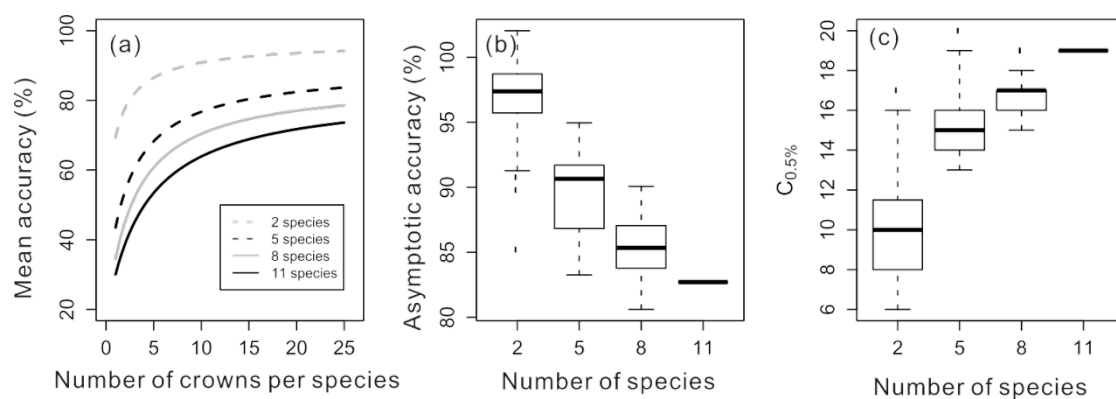 (a)
Mean accuracy (%)
100
80
60
40
20
0 5 10 15 20 25
Number of crowns per species
2 species
5 species
8 species
11 species
(b)
Asymptotic accuracy (%)
100
95
90
85
80
2 5 8 11
Number of species
(c)
C0.5%
20
18
16
14
12
10
8
6
2 5 8 11
Number of species